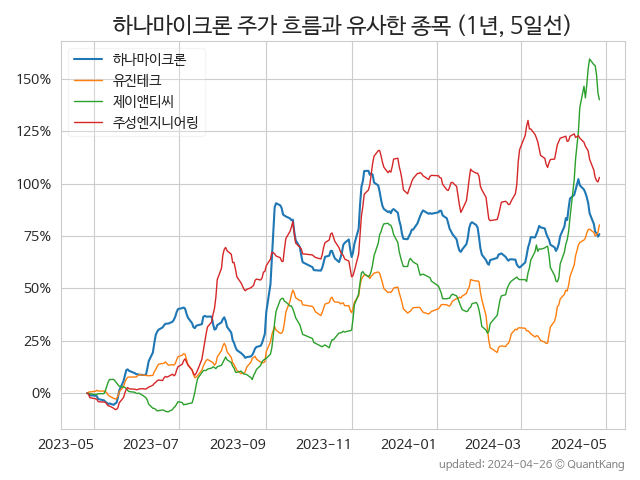 하나마이크론 주가 흐름과 유사한 종목 (1년, 5일선)
하나마이크론
유진테크
제이앤티씨
주성엔지니어링
150%
125%
100%
75%
50%
25%
0%
2023-05 2023-07 2023-09 2023-11 2024-01 2024-03 2024-05
updated: 2024-04-26 © QuantKang